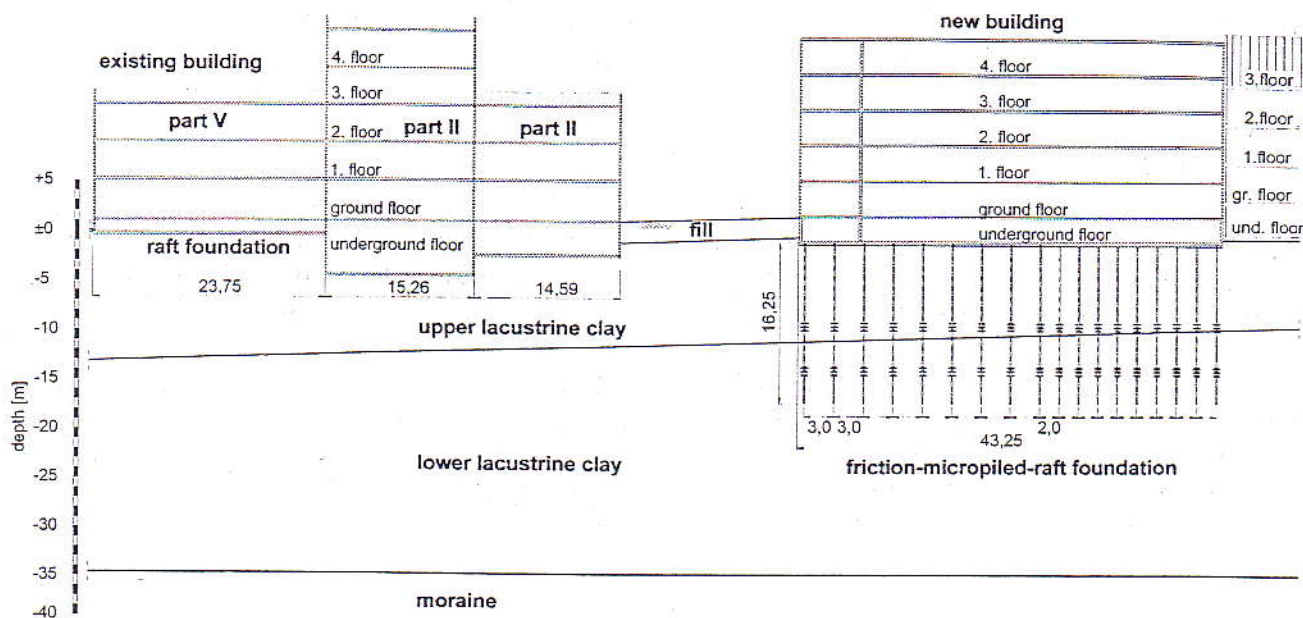 new building
existing building
4. floor
3. floor
part V
2. floor
part II
part II
1. floor
ground floor
underground floor
raft foundation
23,75
15,26
14,59
fill
4. floor
3. floor
2. floor
1. floor
ground floor
underground floor
3.floor
2.floor
1.floor
gr. floor
und. floor
+5
±0
-5
-10
-15
-20
-25
-30
-35
-40
depth [m]
upper lacustrine clay
16,25
3,0
3,0
2,0
43,25
lower lacustrine clay
friction-micropiled-raft foundation
moraine